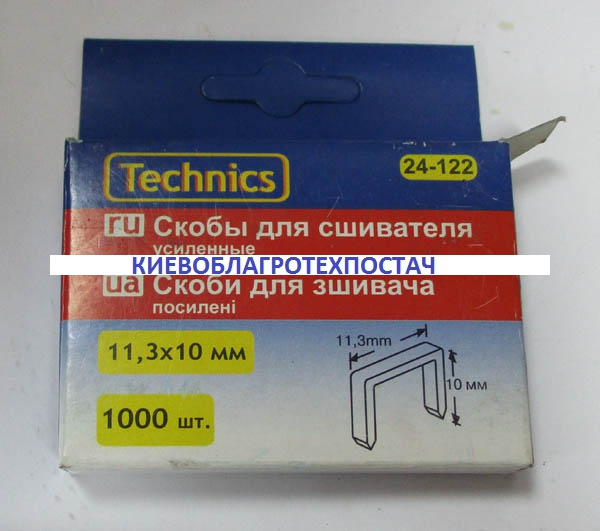 Technics
24-122
ru Скобы для сшивателя
усиленные
КИЕВОБЛАГРОТЕХПОСТАЧ
ua Скоби для зшивача
посилені
11,3х10 мм
11,3mm
10 мм
1000 шт.